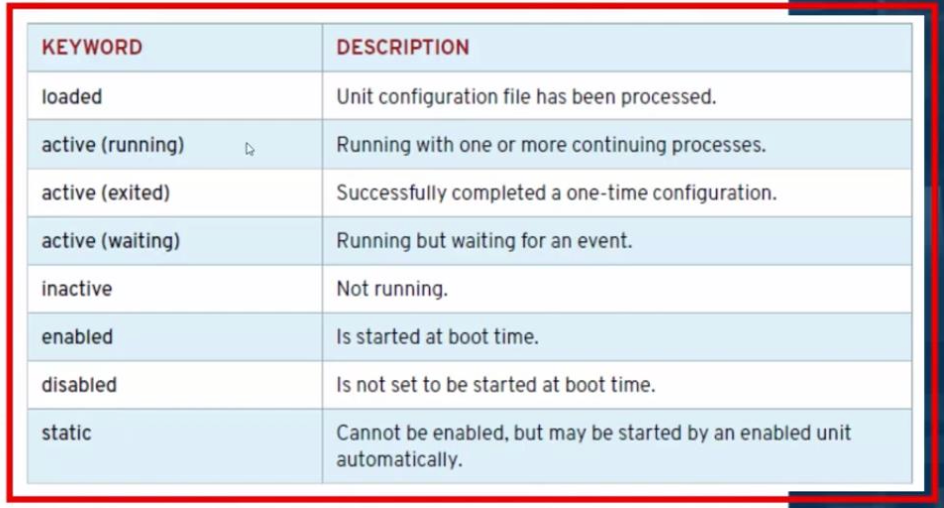 KEYWORD DESCRIPTION
loaded Unit configuration file has been processed.
active (running) Running with one or more continuing processes.
active (exited) Successfully completed a one-time configuration.
active (waiting) Running but waiting for an event.
inactive Not running.
enabled Is started at boot time.
disabled Is not set to be started at boot time.
static Cannot be enabled, but may be started by an enabled unit
automatically.